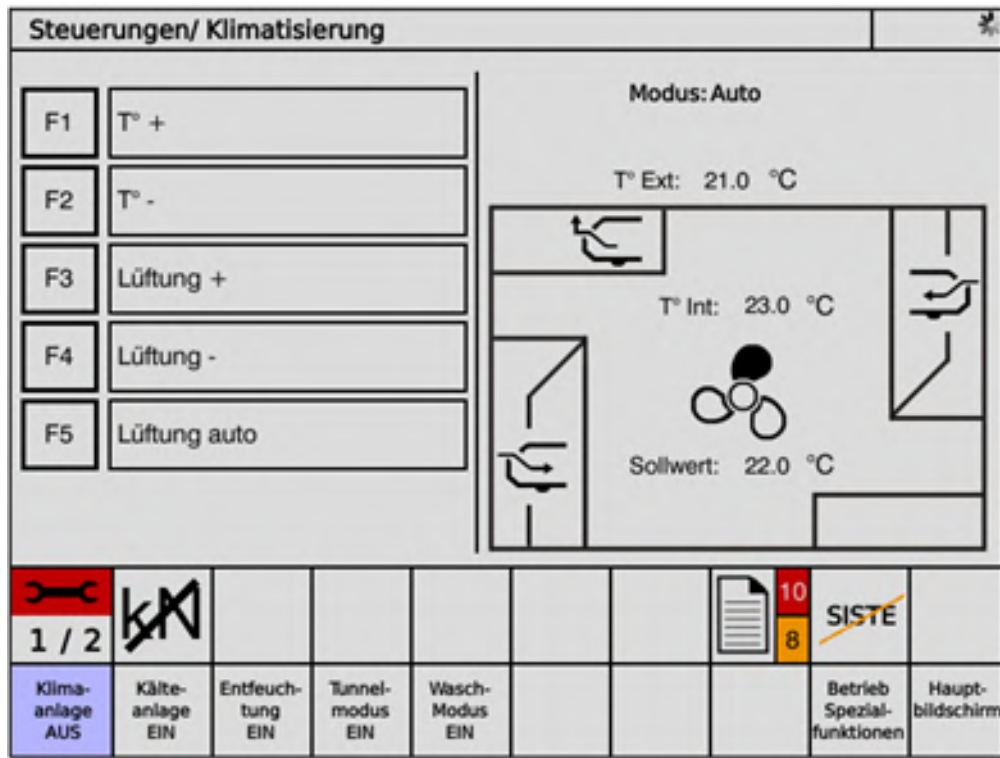 Steuerungen/ Klimatisierung
F1
T° +
F2
T° -
F3
Lüftung +
F4
Lüftung -
F5
Lüftung auto
Modus: Auto
T° Ext: 21.0 °C
T° Int: 23.0 °C
Sollwert: 22.0 °C
1 / 2
kN
10
8
SISTE
Klima-
anlage
AUS
Kälte-
anlage
EIN
Entfeuch-
tung
EIN
Tunnel-
modus
EIN
Wasch-
Modus
EIN
Betrieb
Spezial-
funktionen
Haupt-
bildschirm